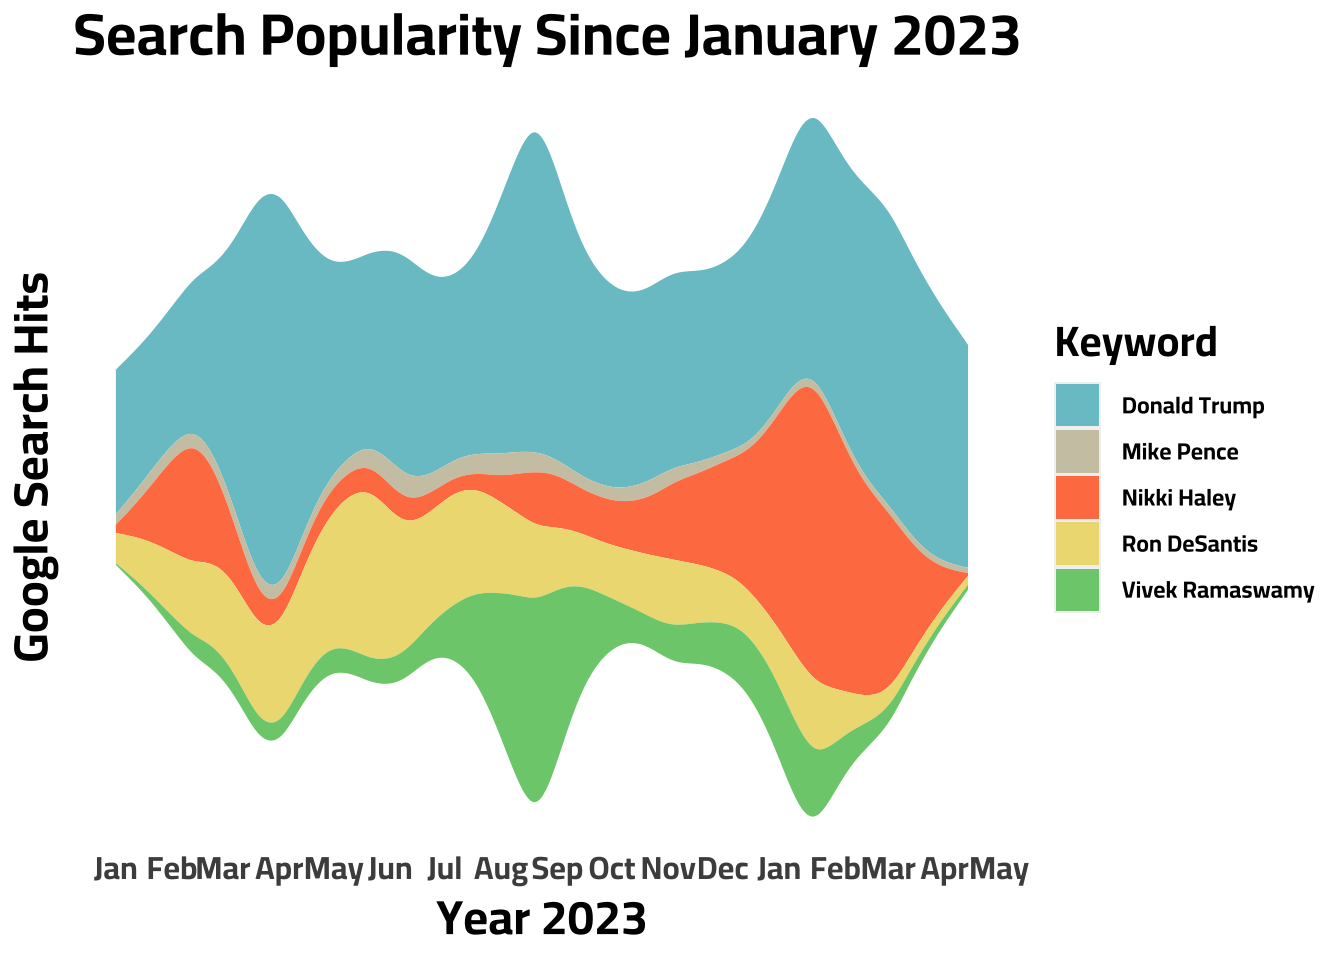 Search Popularity Since January 2023
Google Search Hits
Keyword
Donald Trump
Mike Pence
Nikki Haley
Ron DeSantis
Vivek Ramaswamy
Jan Feb Mar Apr May Jun Jul Aug Sep Oct Nov Dec Jan Feb Mar Apr May
Year 2023